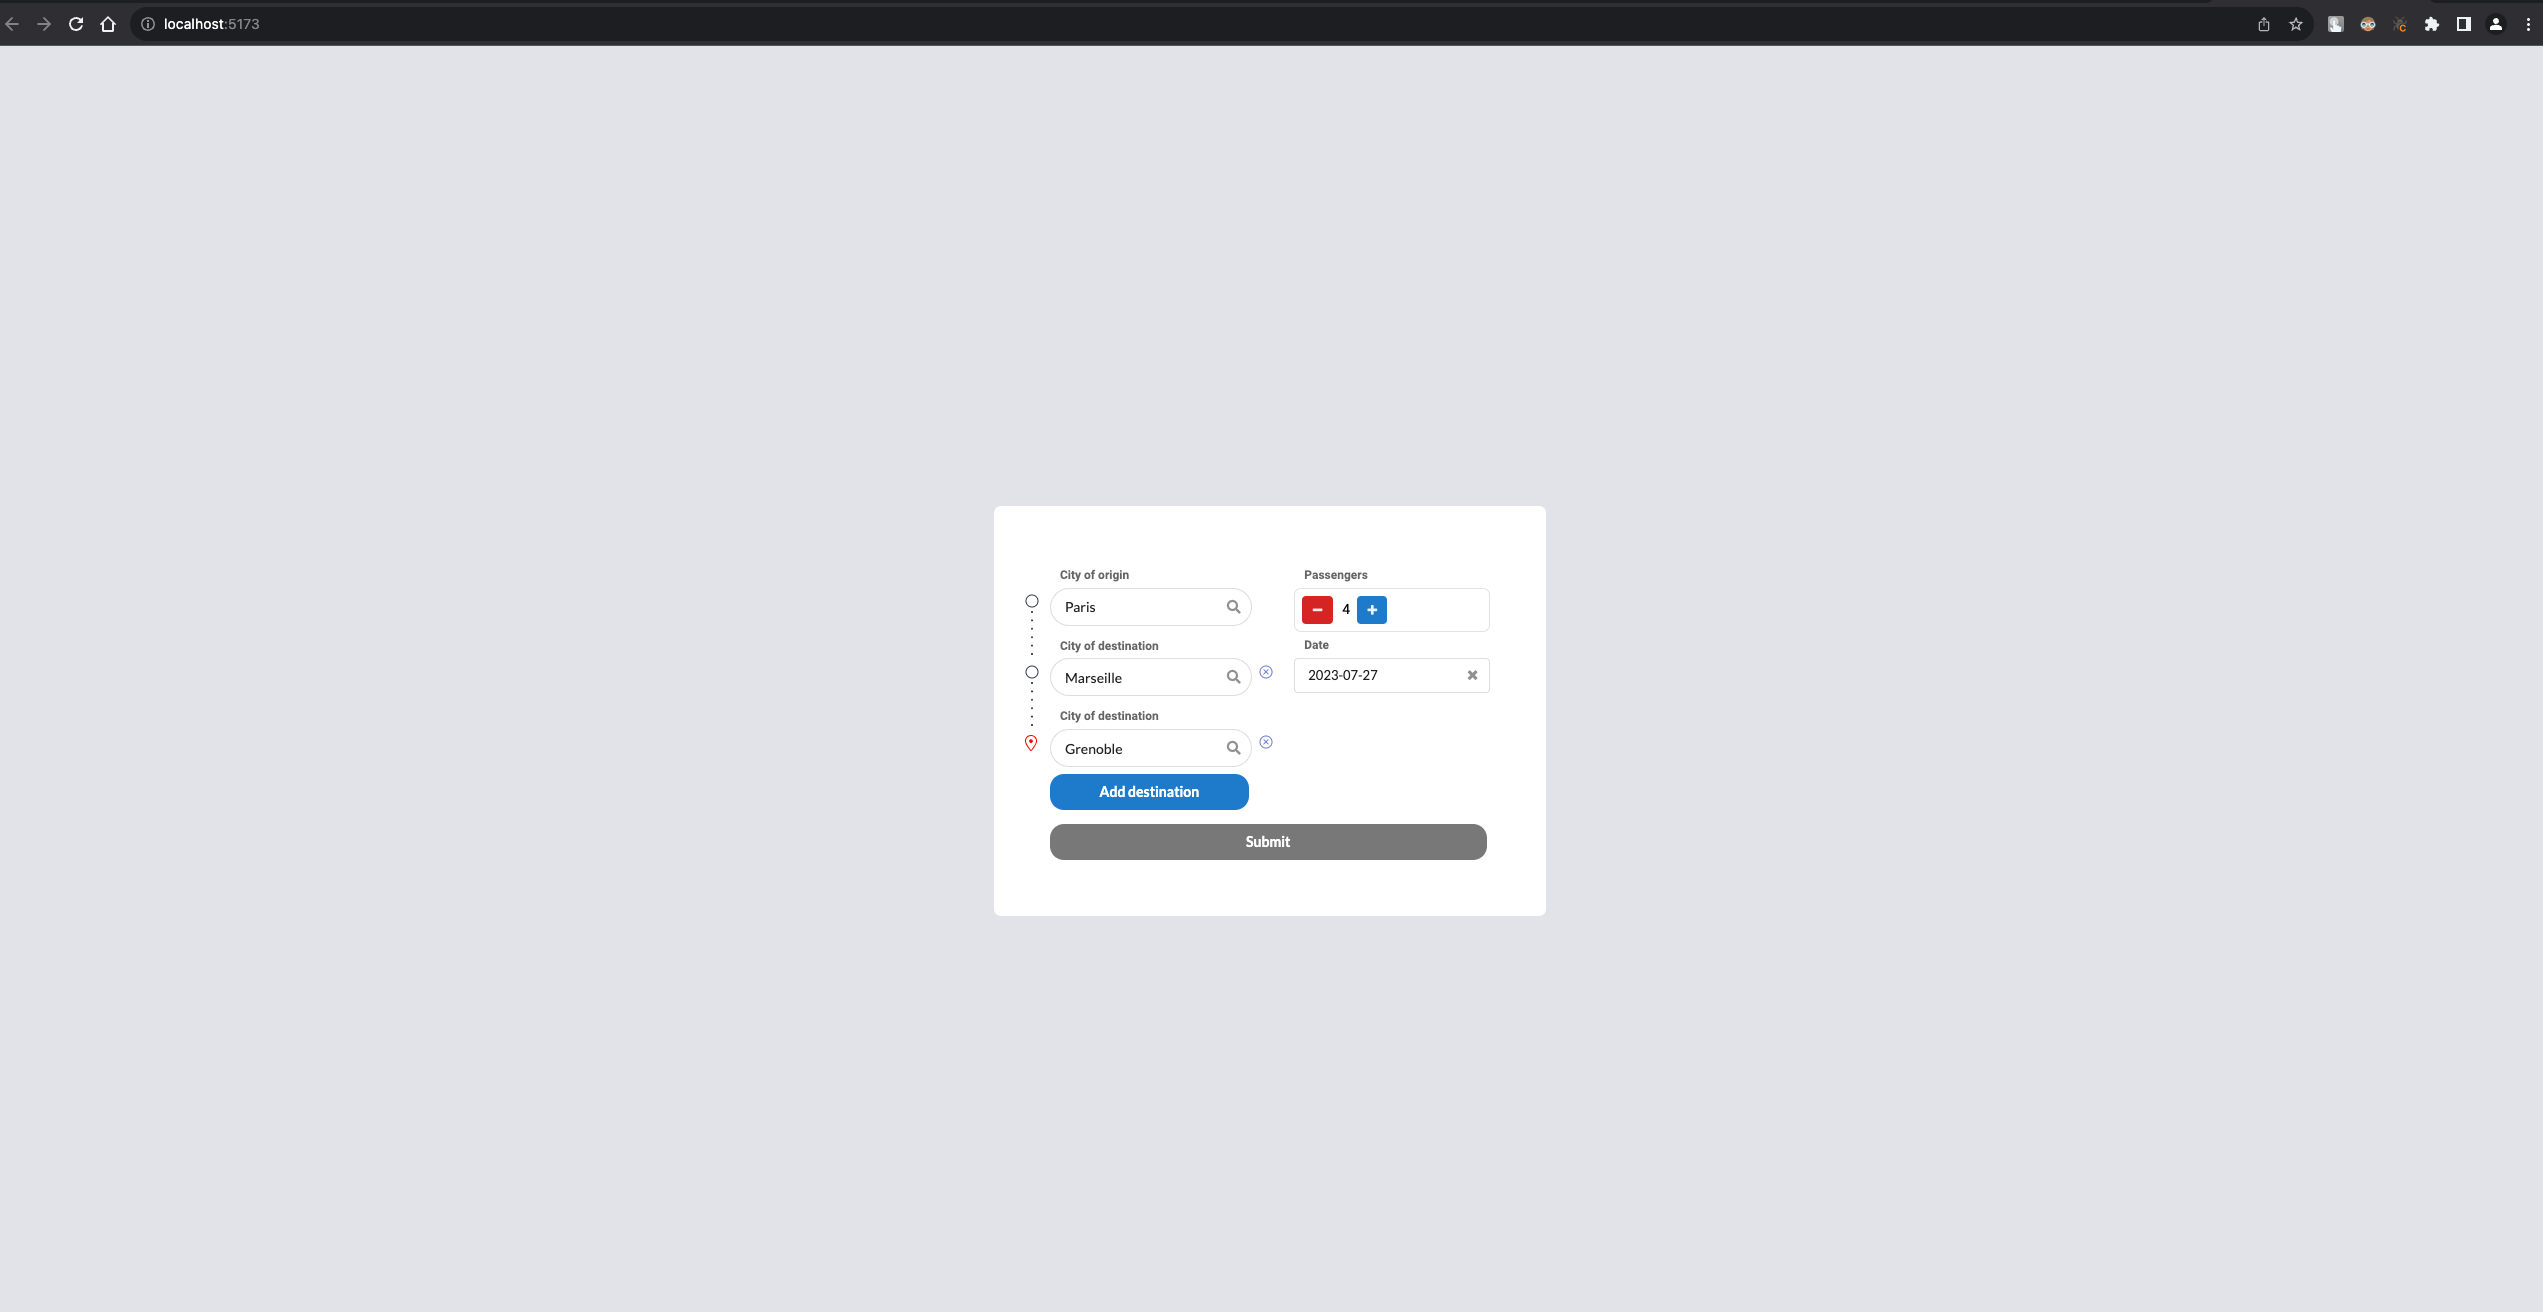 localhost:5173
City of origin
Paris
Passengers
4
City of destination
Marseille
Date
2023-07-27
City of destination
Grenoble
Add destination
Submit